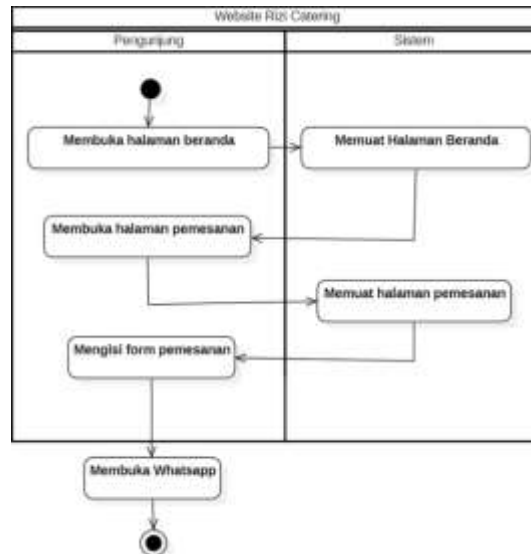 Website Rizi Catering
Pengunjung
Sistem
Membuka halaman beranda
Memuat Halaman Beranda
Membuka halaman pemesanan
Memuat halaman pemesanan
Mengisi form pemesanan
Membuka Whatsapp